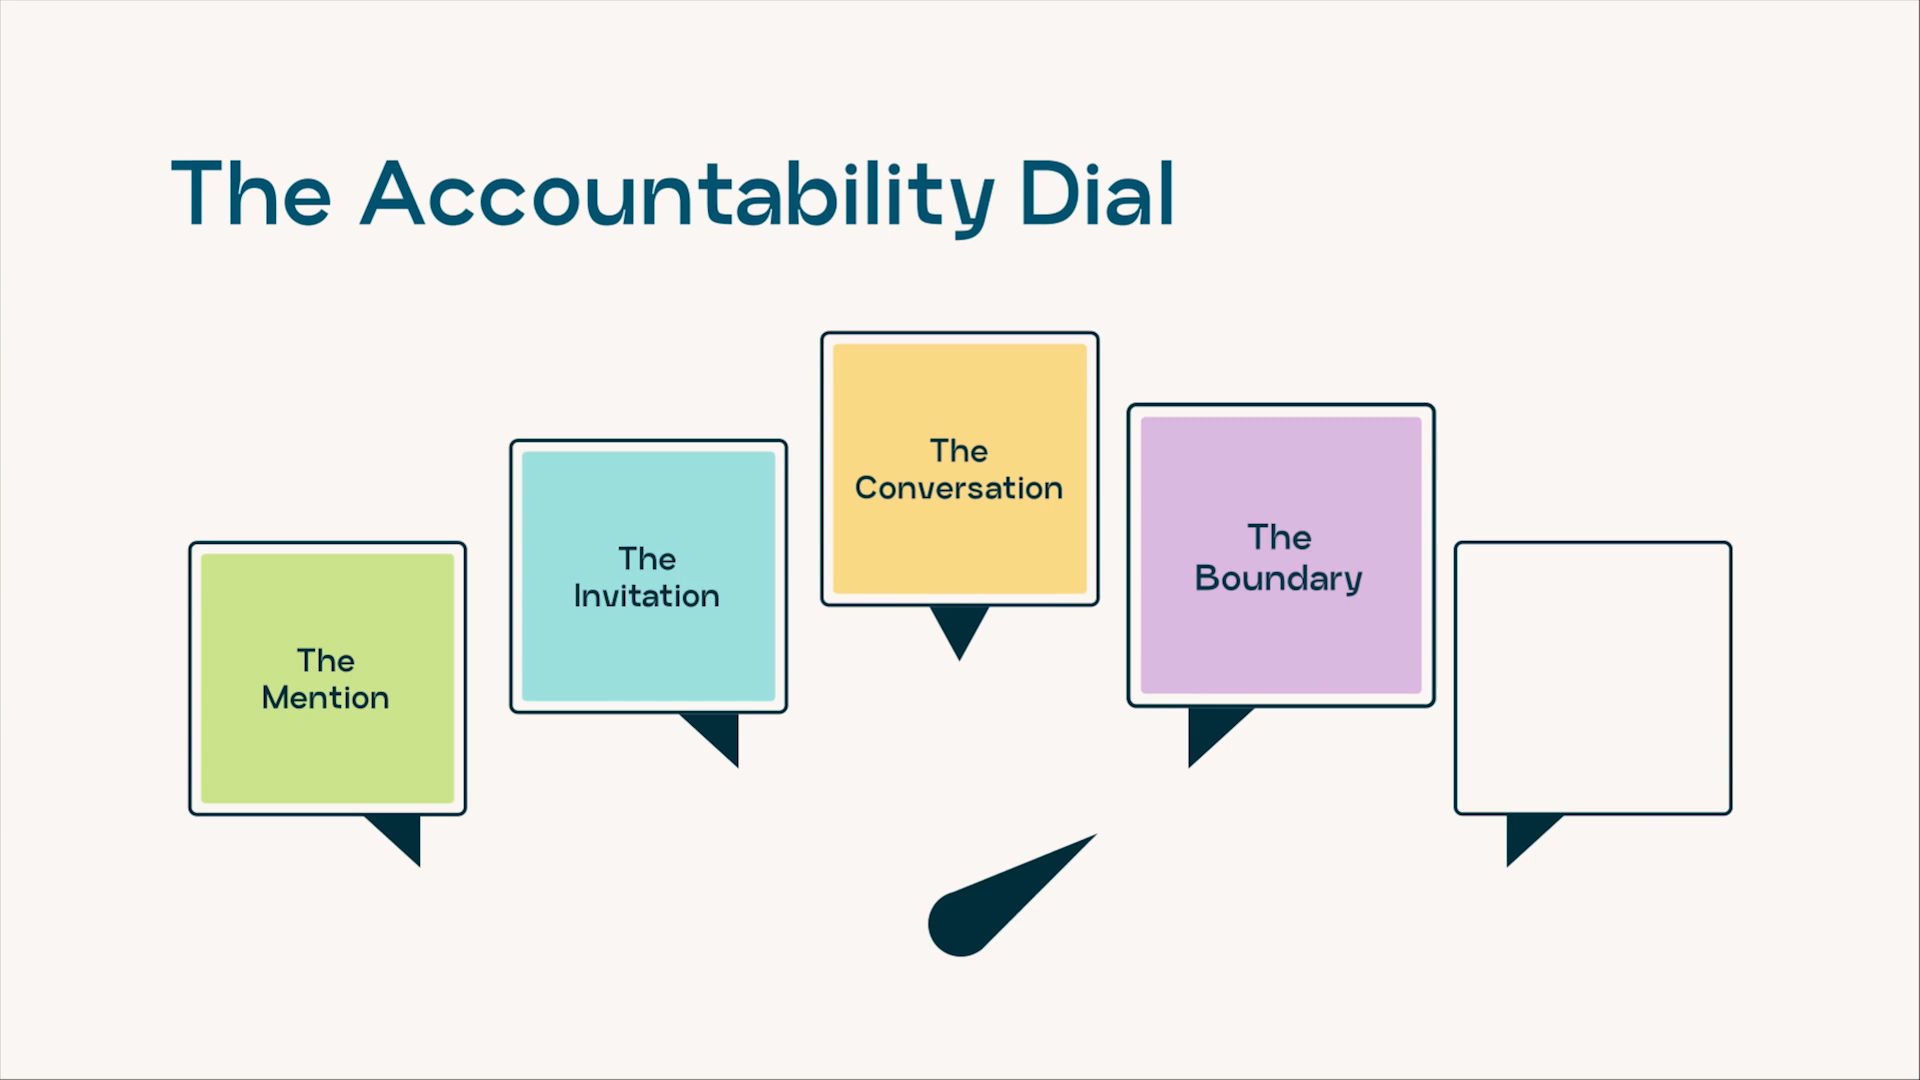 The Accountability Dial
The
Mention
The
Invitation
The
Conversation
The
Boundary